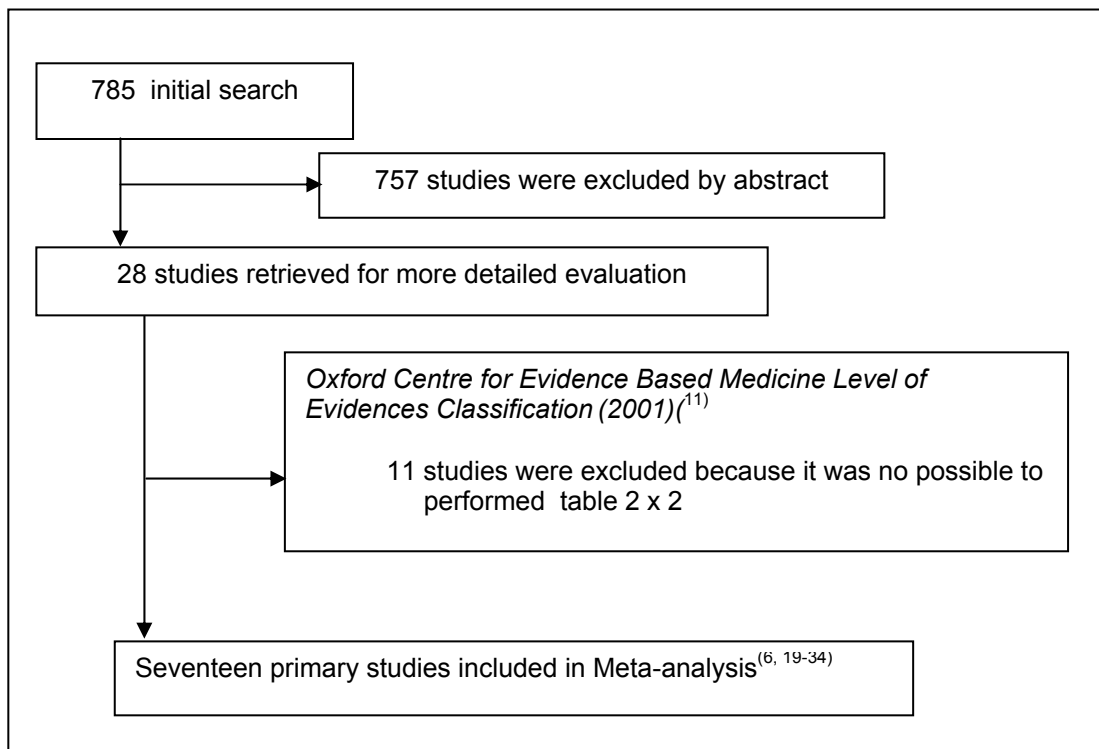 785 initial search
757 studies were excluded by abstract
28 studies retrieved for more detailed evaluation
Oxford Centre for Evidence Based Medicine Level of
Evidences Classification (2001)(11)
11 studies were excluded because it was no possible to
performed table 2 x 2
Seventeen primary studies included in Meta-analysis(6, 19-34)